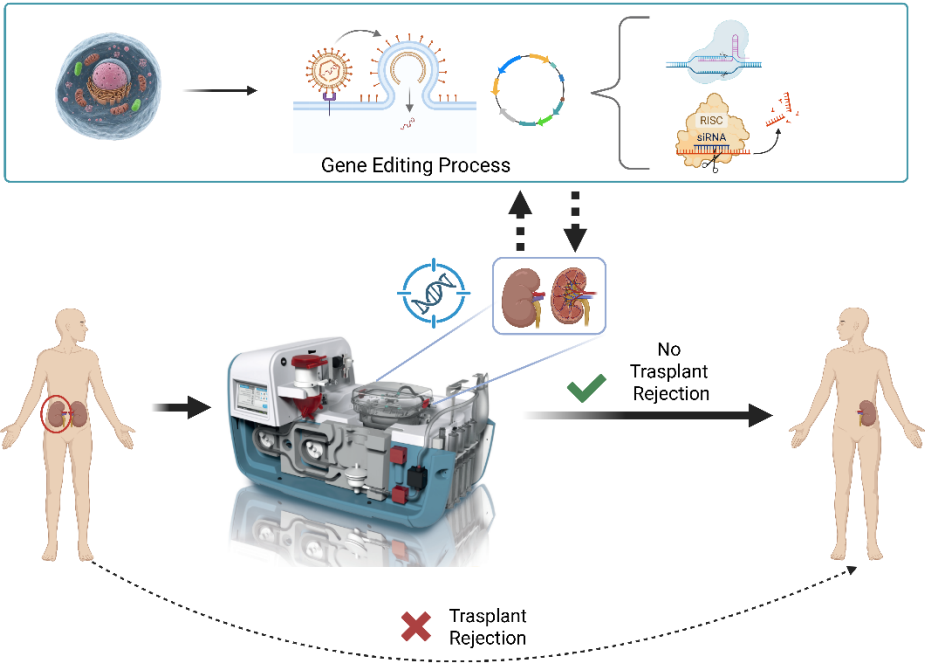 RISC
siRNA
Gene Editing Process
No
Trasplant
Rejection
Trasplant
Rejection